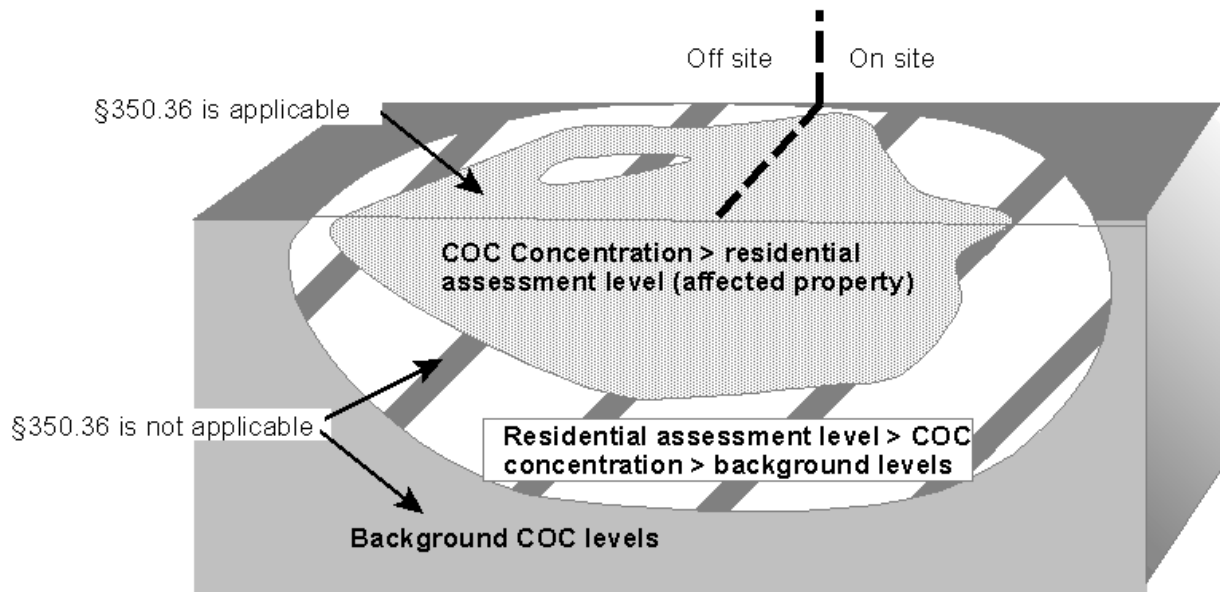 Off site
On site
§350.36 is applicable
COC Concentration > residential
assessment level (affected property)
§350.36 is not applicable
Residential assessment level > COC
concentration > background levels
Background COC levels